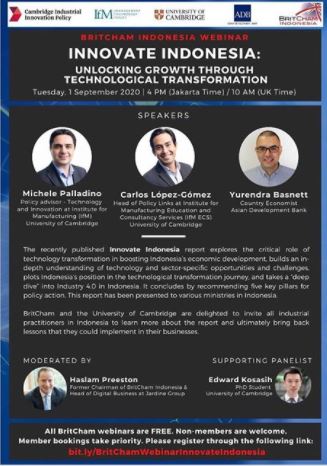 Cambridge Industrial
Innovation Policy
IfM
UNIVERSITY OF
CAMBRIDGE
ADB
BRITCHAM
INDONESIA
BRITCHAM INDONESIA WEBINAR
INNOVATE INDONESIA:
UNLOCKING GROWTH THROUGH
TECHNOLOGICAL TRANSFORMATION
Tuesday, 1 September 2020 | 4 PM (Jakarta Time) / 10 AM (UK Time)
SPEAKERS
Michele Palladino
Policy advisor - Technology
and Innovation at Institute for
Manufacturing (IfM)
University of Cambridge
Carlos López-Gómez
Head of Policy Links at Institute for
Manufacturing Education and
Consultancy Services (IfM ECS)
University of Cambridge
Yurendra Basnett
Country Economist
Asian Development Bank
The recently published Innovate Indonesia report explores the critical role of
technology transformation in boosting Indonesia's economic development, builds an in-
depth understanding of technology and sector-specific opportunities and challenges,
plots Indonesia's position in the technological transformation journey, and takes a "deep
dive" into Industry 4.0 in Indonesia. It concludes by recommending five key pillars for
policy action. This report has been presented to various ministries in Indonesia.
BritCham and the University of Cambridge are delighted to invite all industrial
practitioners in Indonesia to learn more about the report and ultimately bring back
lessons that they could implement in their businesses.
MODERATED BY
Haslam Preeston
Former Chairman of BritCham Indonesia &
Head of Digital Business at Jardine Group
SUPPORTING PANELIST
Edward Kosasih
PhD Student
University of Cambridge
All BritCham webinars are FREE. Non-members are welcome.
Member bookings take priority. Please register through the following link:
bit.ly/BritChamWebinarInnovateIndonesia